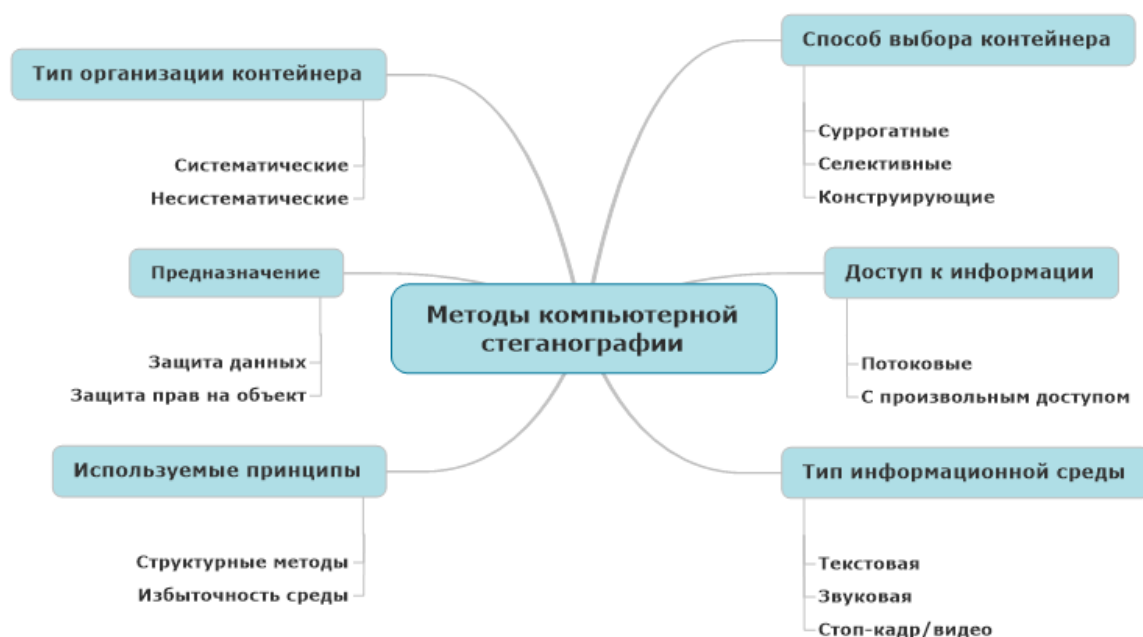 Тип организации контейнера
Систематические
Несистематические
Предназначение
Защита данных
Защита прав на объект
Используемые принципы
Структурные методы
Избыточность среды
Методы компьютерной
стеганографии
Способ выбора контейнера
Суррогатные
Селективные
Конструирующие
Доступ к информации
Потоковые
С произвольным доступом
Тип информационной среды
Текстовая
Звуковая
Стоп-кадр/видео